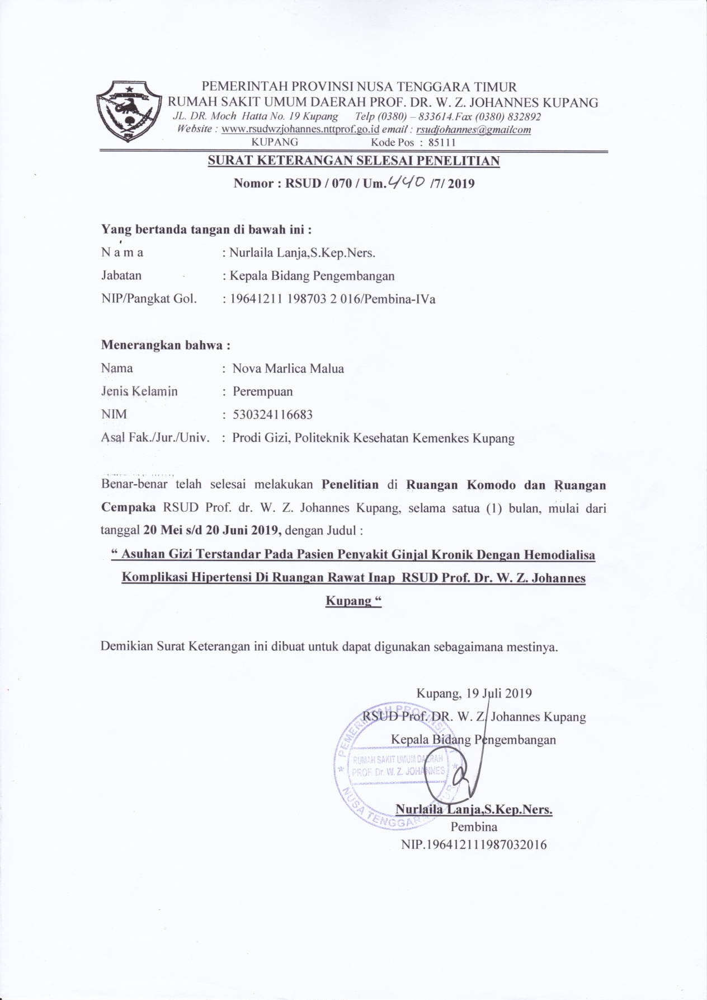 PEMERINTAH PROVINSI NUSA TENGGARA TIMUR
RUMAH SAKIT UMUM DAERAH PROF. DR. W. Z. JOHANNES KUPANG
JL. DR. Moch Hatta No. 19 Kupang Telp (0380) – 833614.Fax (0380) 832892
Website : www.rsudwzjohannes.nttprof.go.id email : rsudjohannes@gmailcom
KUPANG Kode Pos : 85111
SURAT KETERANGAN SELESAI PENELITIAN
Nomor : RSUD / 070 / Um.440 /7/ 2019
Yang bertanda tangan di bawah ini :
N a m a : Nurlaila Lanja,S.Kep.Ners.
Jabatan : Kepala Bidang Pengembangan
NIP/Pangkat Gol. : 19641211 198703 2 016/Pembina-IVa
Menerangkan bahwa :
Nama : Nova Marlica Malua
Jenis Kelamin : Perempuan
NIM : 530324116683
Asal Fak./Jur./Univ. : Prodi Gizi, Politeknik Kesehatan Kemenkes Kupang
Benar-benar telah selesai melakukan Penelitian di Ruangan Komodo dan Ruangan
Cempaka RSUD Prof. dr. W. Z. Johannes Kupang, selama satua (1) bulan, mulai dari
tanggal 20 Mei s/d 20 Juni 2019, dengan Judul :
“ Asuhan Gizi Terstandar Pada Pasien Penyakit Ginjal Kronik Dengan Hemodialisa
Komplikasi Hipertensi Di Ruangan Rawat Inap RSUD Prof. Dr. W. Z. Johannes
Kupang “
Demikian Surat Keterangan ini dibuat untuk dapat digunakan sebagaimana mestinya.
Kupang, 19 Juli 2019
RSUD Prof. DR. W. Z. Johannes Kupang
Kepala Bidang Pengembangan
PEMERINTAH PROVINSI
RUMAH SAKIT UMUM DAERAH
PROF. Dr. W. Z. JOHANNES
NUSA TENGGARA TIMUR
Nurlaila Lanja,S.Kep.Ners.
Pembina
NIP.196412111987032016